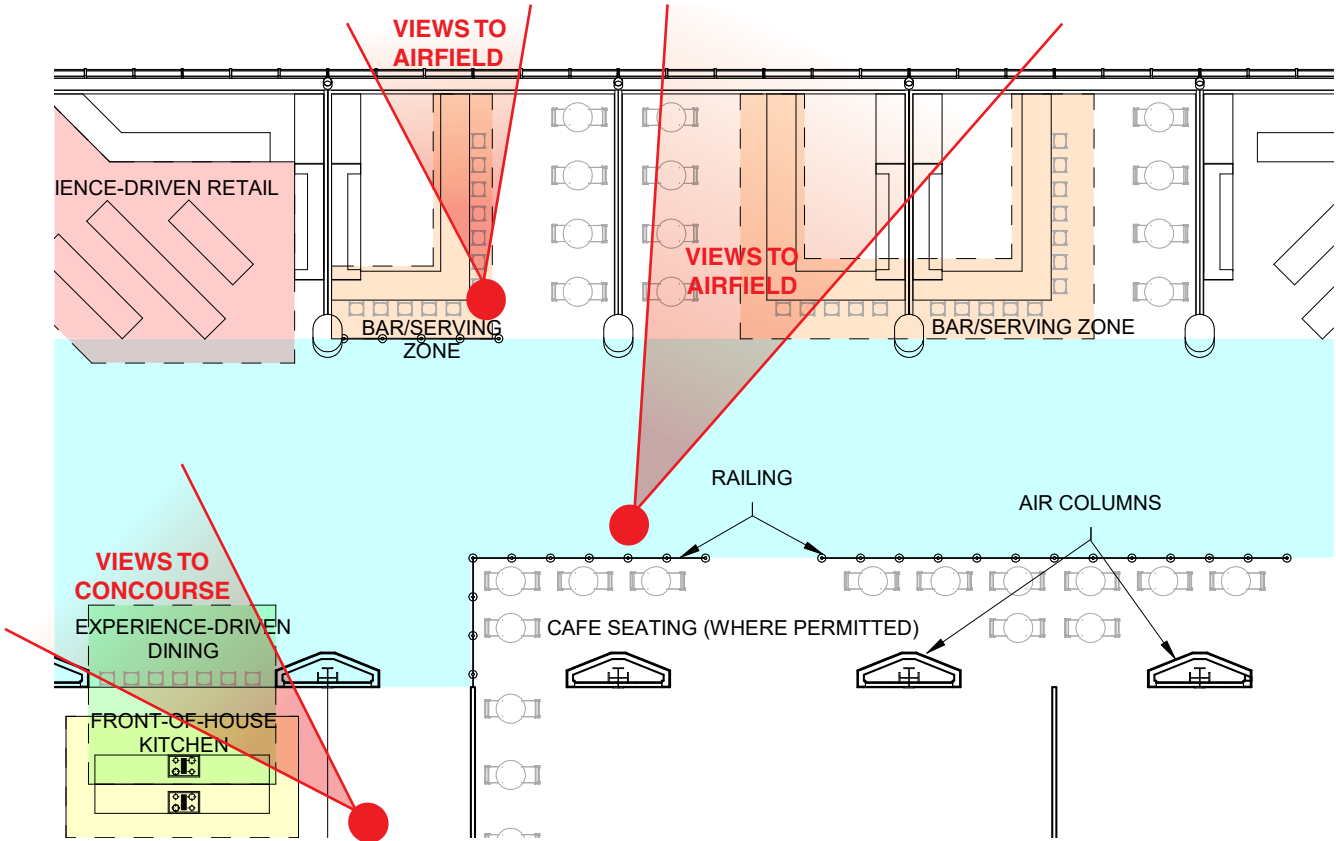 VIEWS TO
AIRFIELD
IENCE-DRIVEN RETAIL
VIEWS TO
AIRFIELD
BAR/SERVING
ZONE
BAR/SERVING ZONE
RAILING
AIR COLUMNS
VIEWS TO
CONCOURSE
EXPERIENCE-DRIVEN
DINING
CAFE SEATING (WHERE PERMITTED)
FRONT-OF-HOUSE
KITCHEN